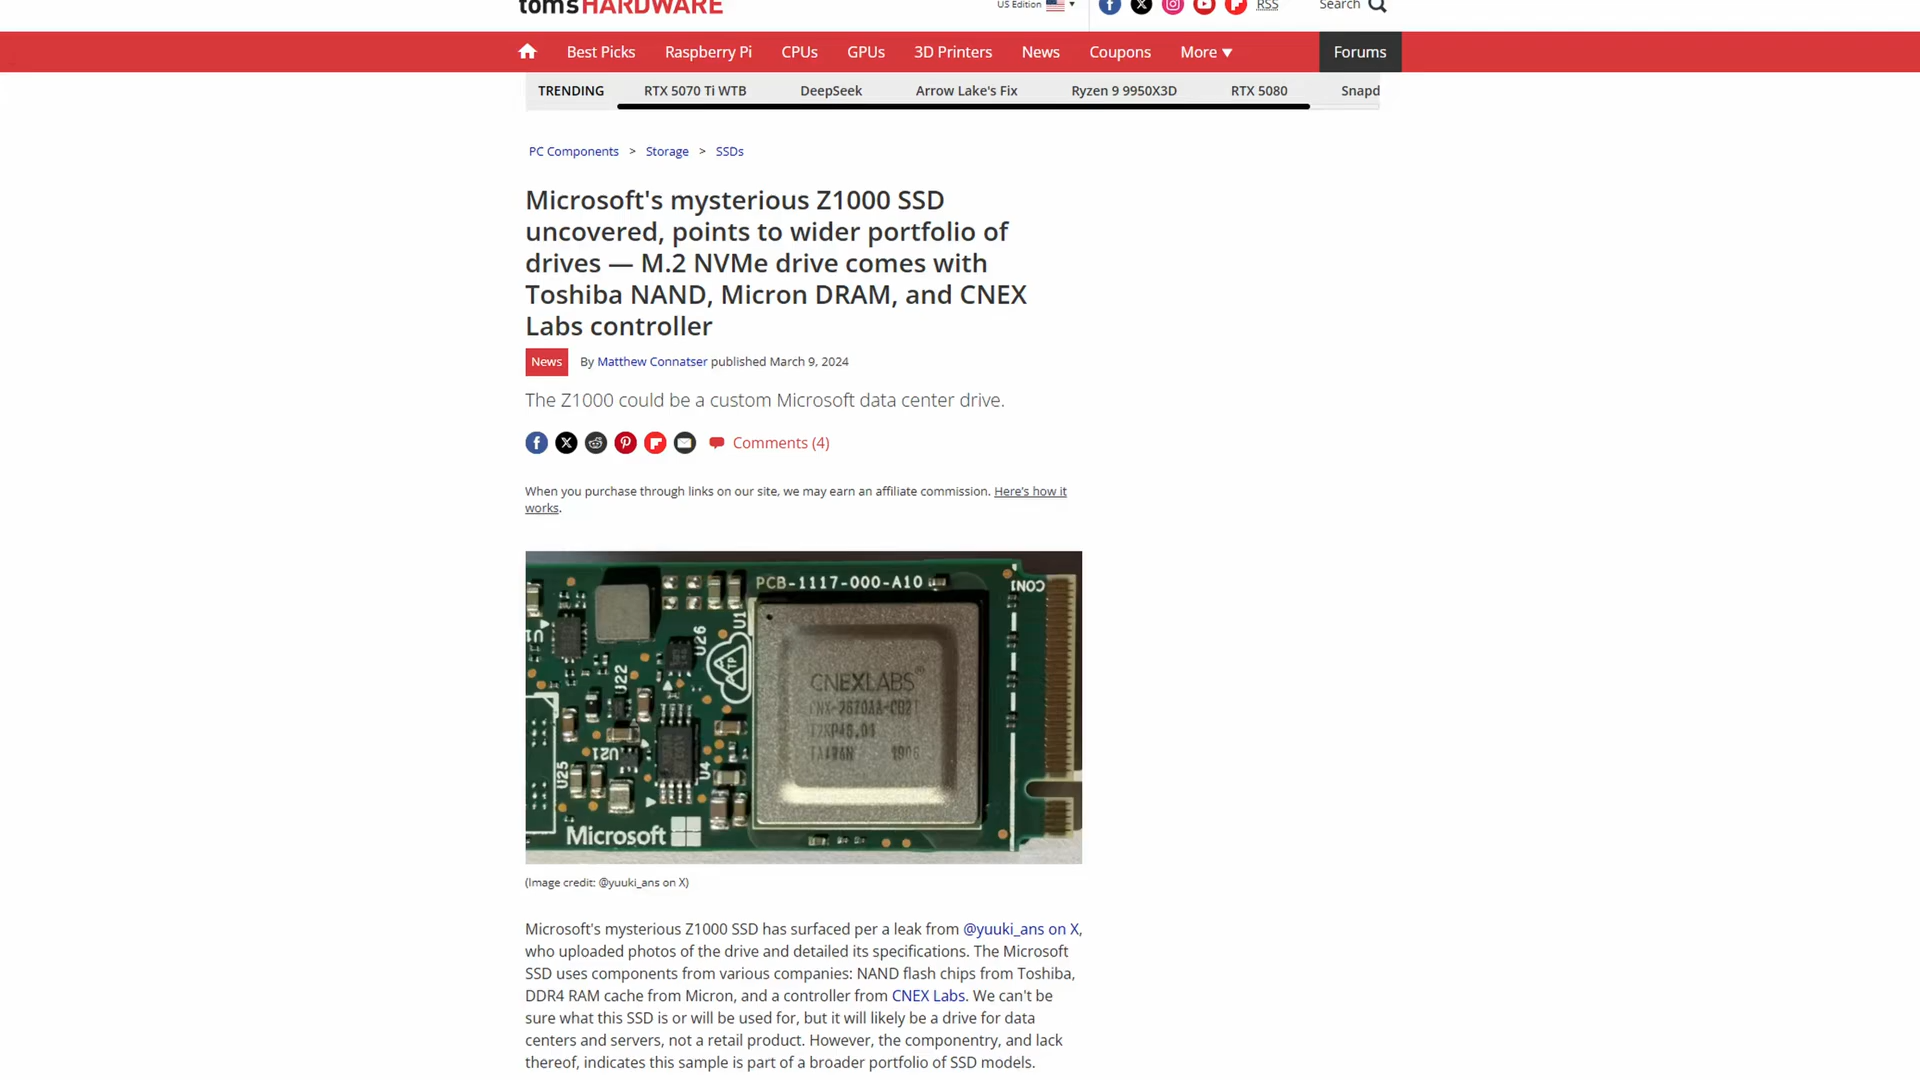 tom's HARDWARE
US Edition
RSS
Search
Best Picks
Raspberry Pi
CPUs
GPUs
3D Printers
News
Coupons
More
Forums
TRENDING
RTX 5070 Ti WTB
DeepSeek
Arrow Lake's Fix
Ryzen 9 9950X3D
RTX 5080
Snapd
PC Components > Storage > SSDs
Microsoft's mysterious Z1000 SSD
uncovered, points to wider portfolio of
drives — M.2 NVMe drive comes with
Toshiba NAND, Micron DRAM, and CNEX
Labs controller
News
By Matthew Connatser published March 9, 2024
The Z1000 could be a custom Microsoft data center drive.
Comments (4)
When you purchase through links on our site, we may earn an affiliate commission. Here's how it
works.
PCB-1117-000-A10
CON1
U1
U26
U22
U21
U25
U4
ATP
CNEXLABS
Microsoft
(Image credit: @yuuki_ans on X)
Microsoft's mysterious Z1000 SSD has surfaced per a leak from @yuuki_ans on X,
who uploaded photos of the drive and detailed its specifications. The Microsoft
SSD uses components from various companies: NAND flash chips from Toshiba,
DDR4 RAM cache from Micron, and a controller from CNEX Labs. We can't be
sure what this SSD is or will be used for, but it will likely be a drive for data
centers and servers, not a retail product. However, the componentry, and lack
thereof, indicates this sample is part of a broader portfolio of SSD models.